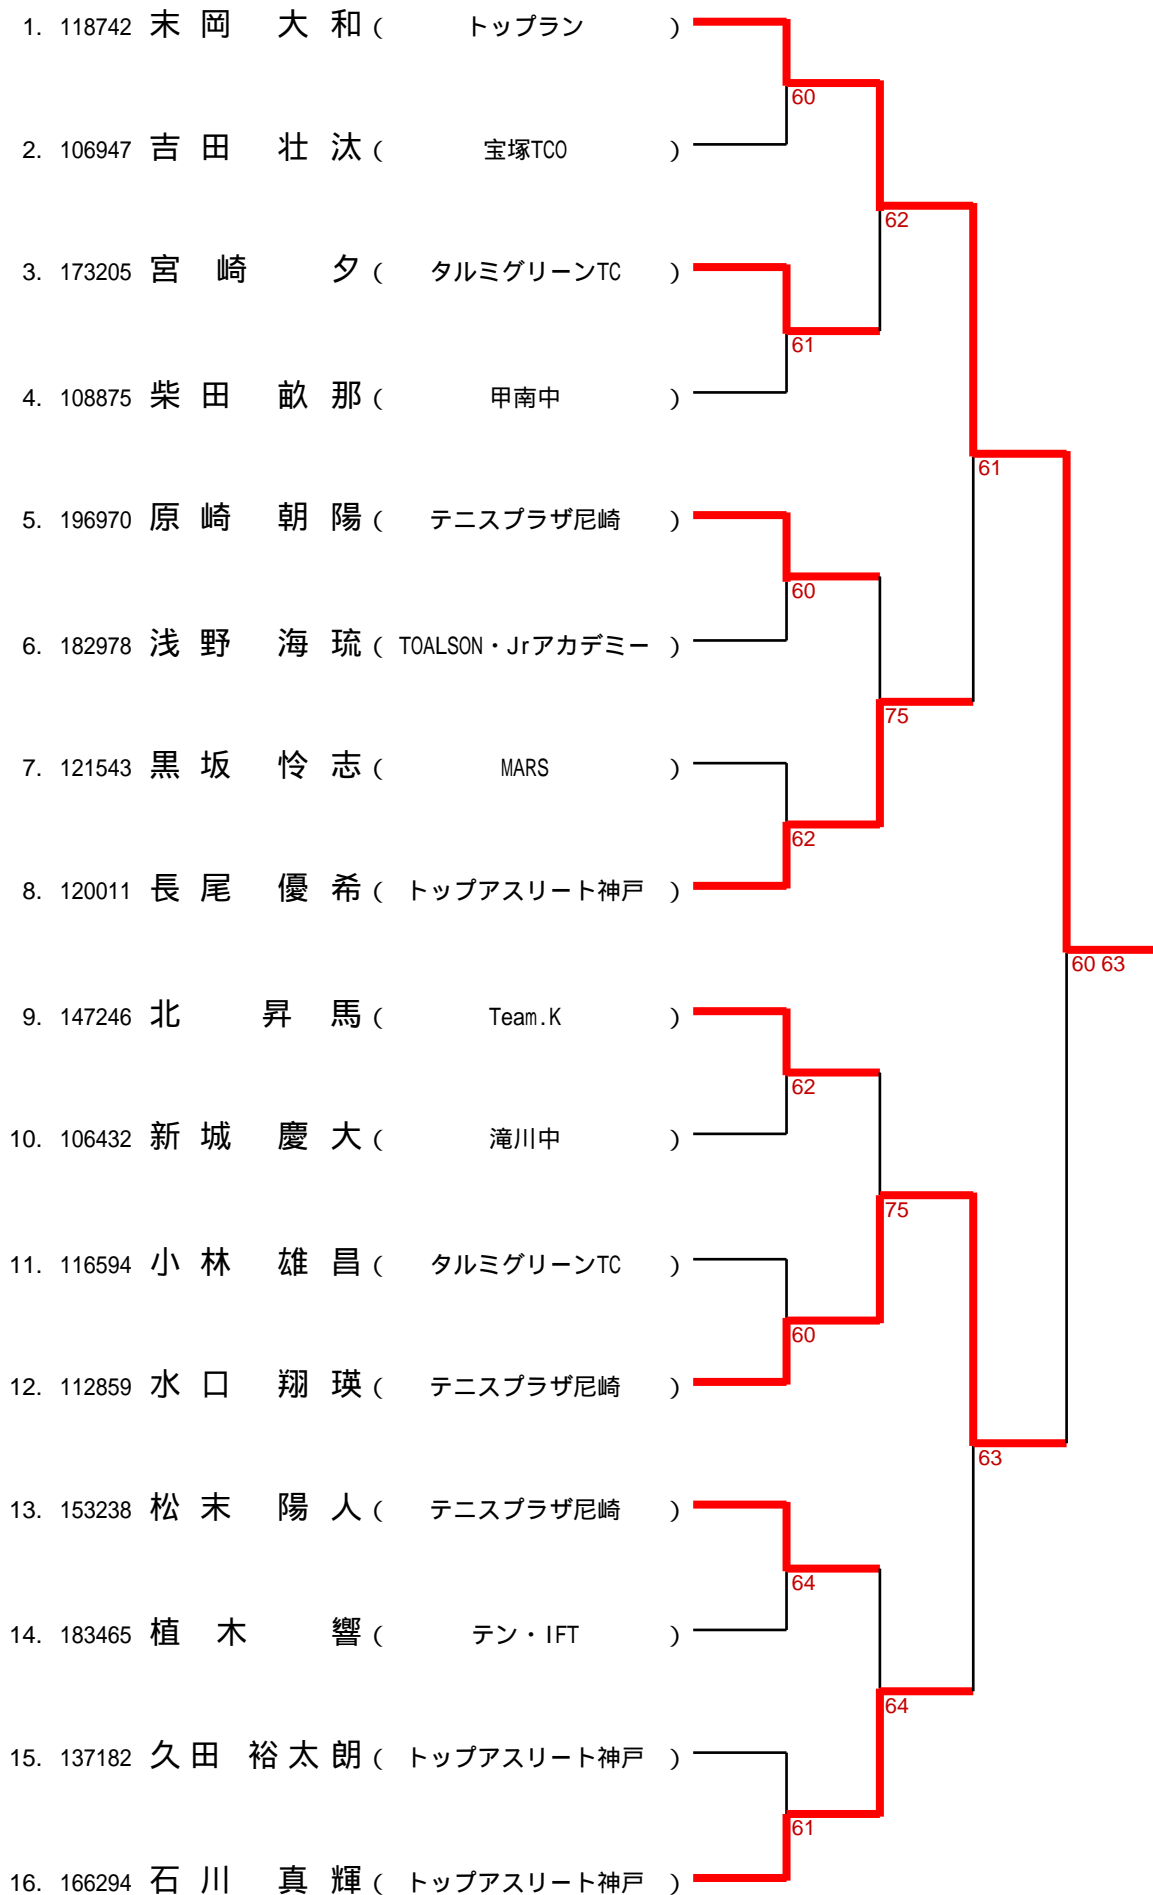 1. 118742 末岡 大和 ( トップラン )
60
2. 106947 吉田 壮汰 ( 宝塚TCO )
62
3. 173205 宮崎 夕 ( タルミグリーンTC )
61
4. 108875 柴田 畝那 ( 甲南中 )
61
5. 196970 原崎 朝陽 ( テニスプラザ尼崎 )
60
6. 182978 浅野 海琉 ( TOALSON・Jrアカデミー )
75
7. 121543 黒坂 怜志 ( MARS )
62
8. 120011 長尾 優希 ( トップアスリート神戸 )
60 63
9. 147246 北 昇馬 ( Team.K )
62
10. 106432 新城 慶大 ( 滝川中 )
75
11. 116594 小林 雄昌 ( タルミグリーンTC )
60
12. 112859 水口 翔瑛 ( テニスプラザ尼崎 )
63
13. 153238 松末 陽人 ( テニスプラザ尼崎 )
64
14. 183465 植木 響 ( テン・IFT )
64
15. 137182 久田 裕太朗 ( トップアスリート神戸 )
61
16. 166294 石川 真輝 ( トップアスリート神戸 )